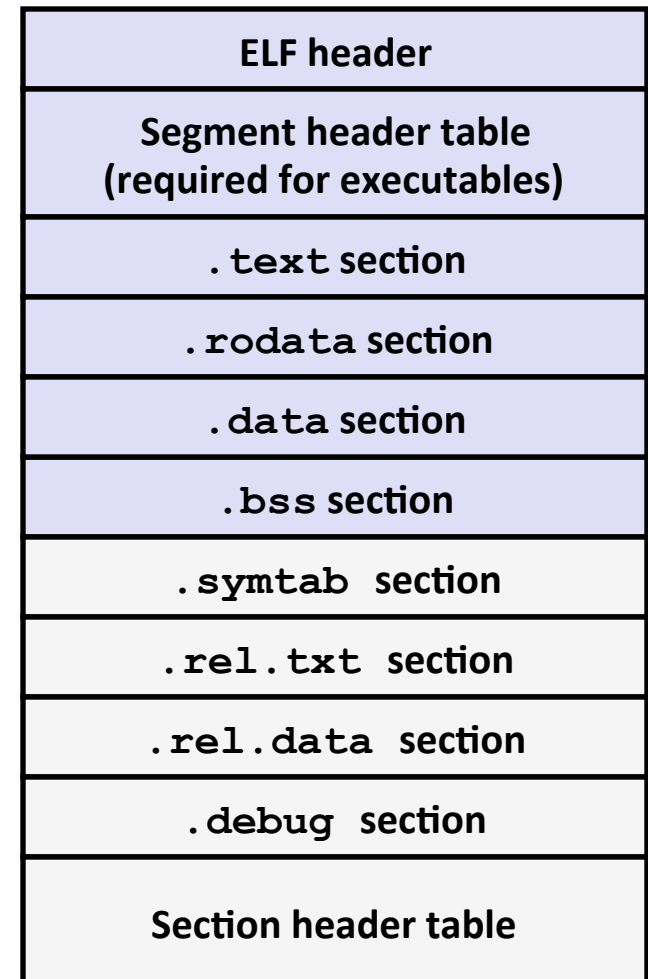 ELF header
Segment header table
(required for executables)
.text section
.rodata section
.data section
.bss section
.symtab section
.rel.txt section
.rel.data section
.debug section
Section header table